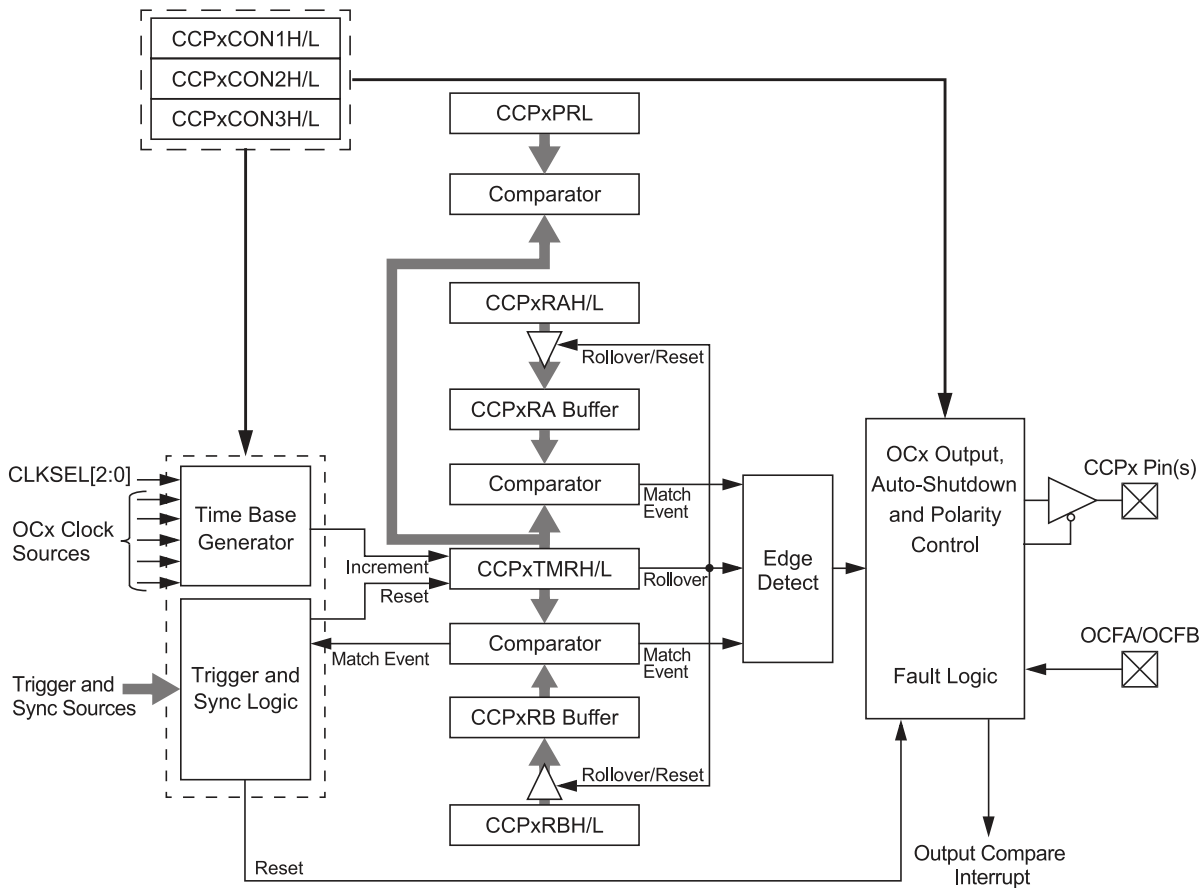 CCPxCON1H/L
CCPxCON2H/L
CCPxCON3H/L
CCPxPRL
Comparator
CCPxRAH/L
Rollover/Reset
CCPxRA Buffer
Comparator
Match
Event
CLKSEL[2:0]
OCx Clock
Sources
Time Base
Generator
Increment
Reset
CCPxTMRH/L
Rollover
Edge
Detect
OCx Output,
Auto-Shutdown
and Polarity
Control
Fault Logic
CCPx Pin(s)
OCFA/OCFB
Comparator
Match Event
Match
Event
Trigger and
Sync Sources
Trigger and
Sync Logic
CCPxRB Buffer
Rollover/Reset
CCPxRBH/L
Reset
Output Compare
Interrupt